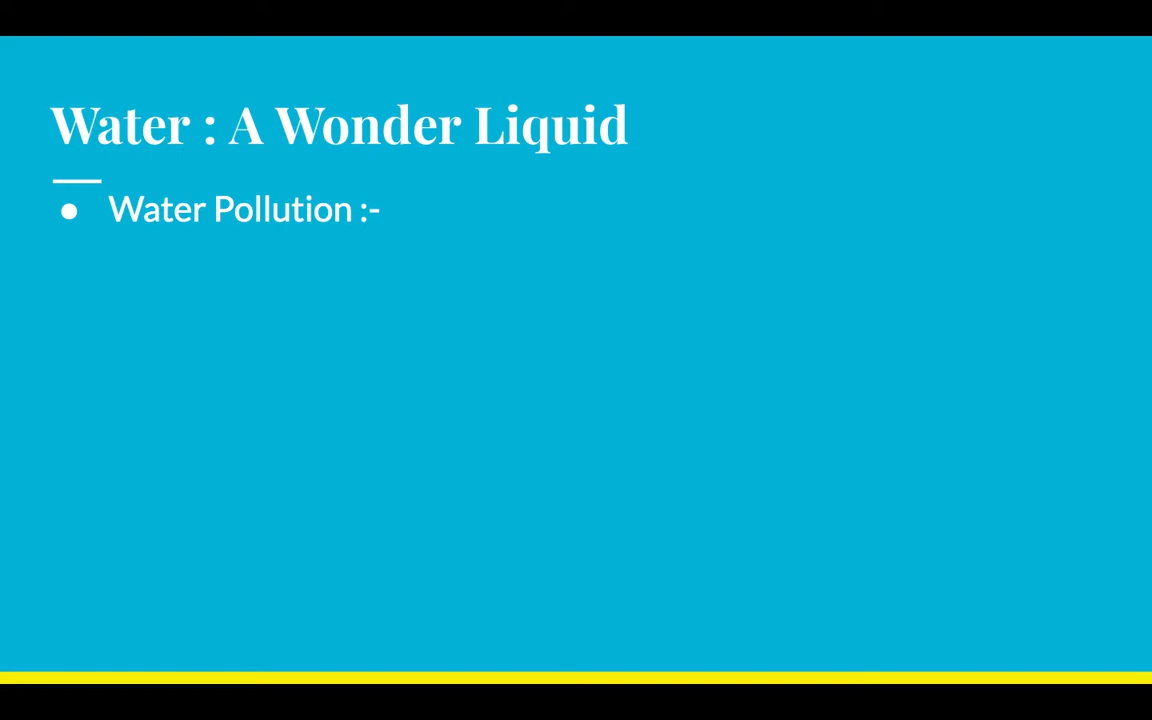 Water : A Wonder Liquid
● Water Pollution :-